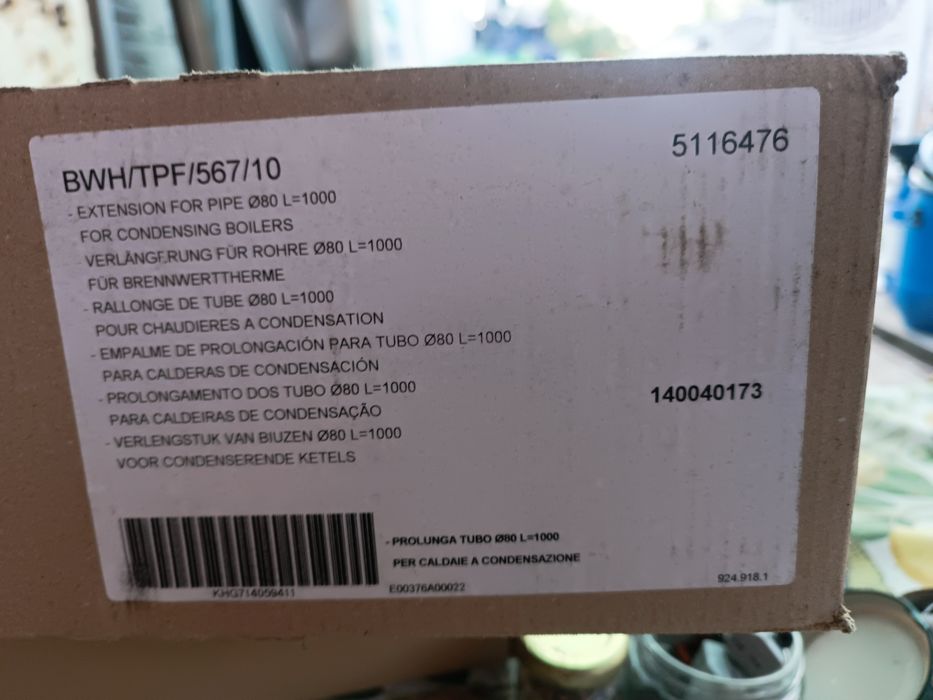 BWH/TPF/567/10
5116476
- EXTENSION FOR PIPE Ø80 L=1000
FOR CONDENSING BOILERS
VERLÄNGERUNG FÜR ROHRE Ø80 L=1000
FÜR BRENNWERTTHERME
- RALLONGE DE TUBE Ø80 L=1000
POUR CHAUDIERES A CONDENSATION
- EMPALME DE PROLONGACIÓN PARA TUBO Ø80 L=1000
PARA CALDERAS DE CONDENSACIÓN
- PROLONGAMENTO DOS TUBO Ø80 L=1000
140040173
PARA CALDEIRAS DE CONDENSAÇÃO
- VERLENGSTUK VAN BIUZEN Ø80 L=1000
VOOR CONDENSERENDE KETELS
- PROLUNGA TUBO Ø80 L=1000
PER CALDAIE A CONDENSAZIONE
KHG714059411
E00376A00022
924.918.1